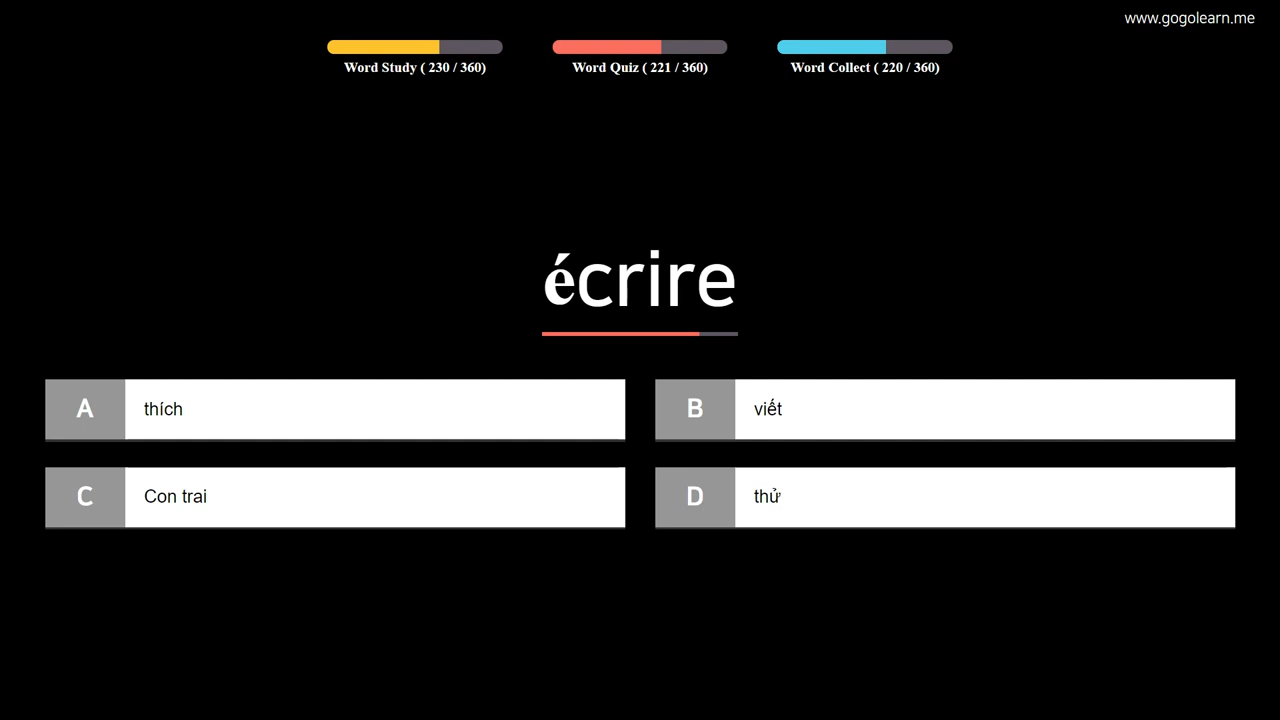 www.gogolearn.me
Word Study ( 230 / 360)
Word Quiz ( 221 / 360)
Word Collect ( 220 / 360)
écrire
A thích
B viết
C Con trai
D thử